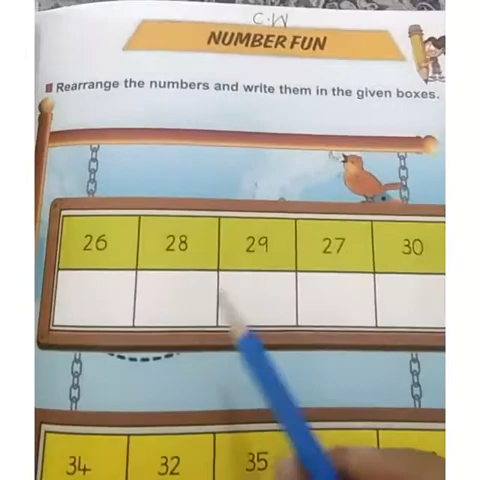 C.W
NUMBER FUN
Rearrange the numbers and write them in the given boxes.
26 28 29 27 30
34 32 35